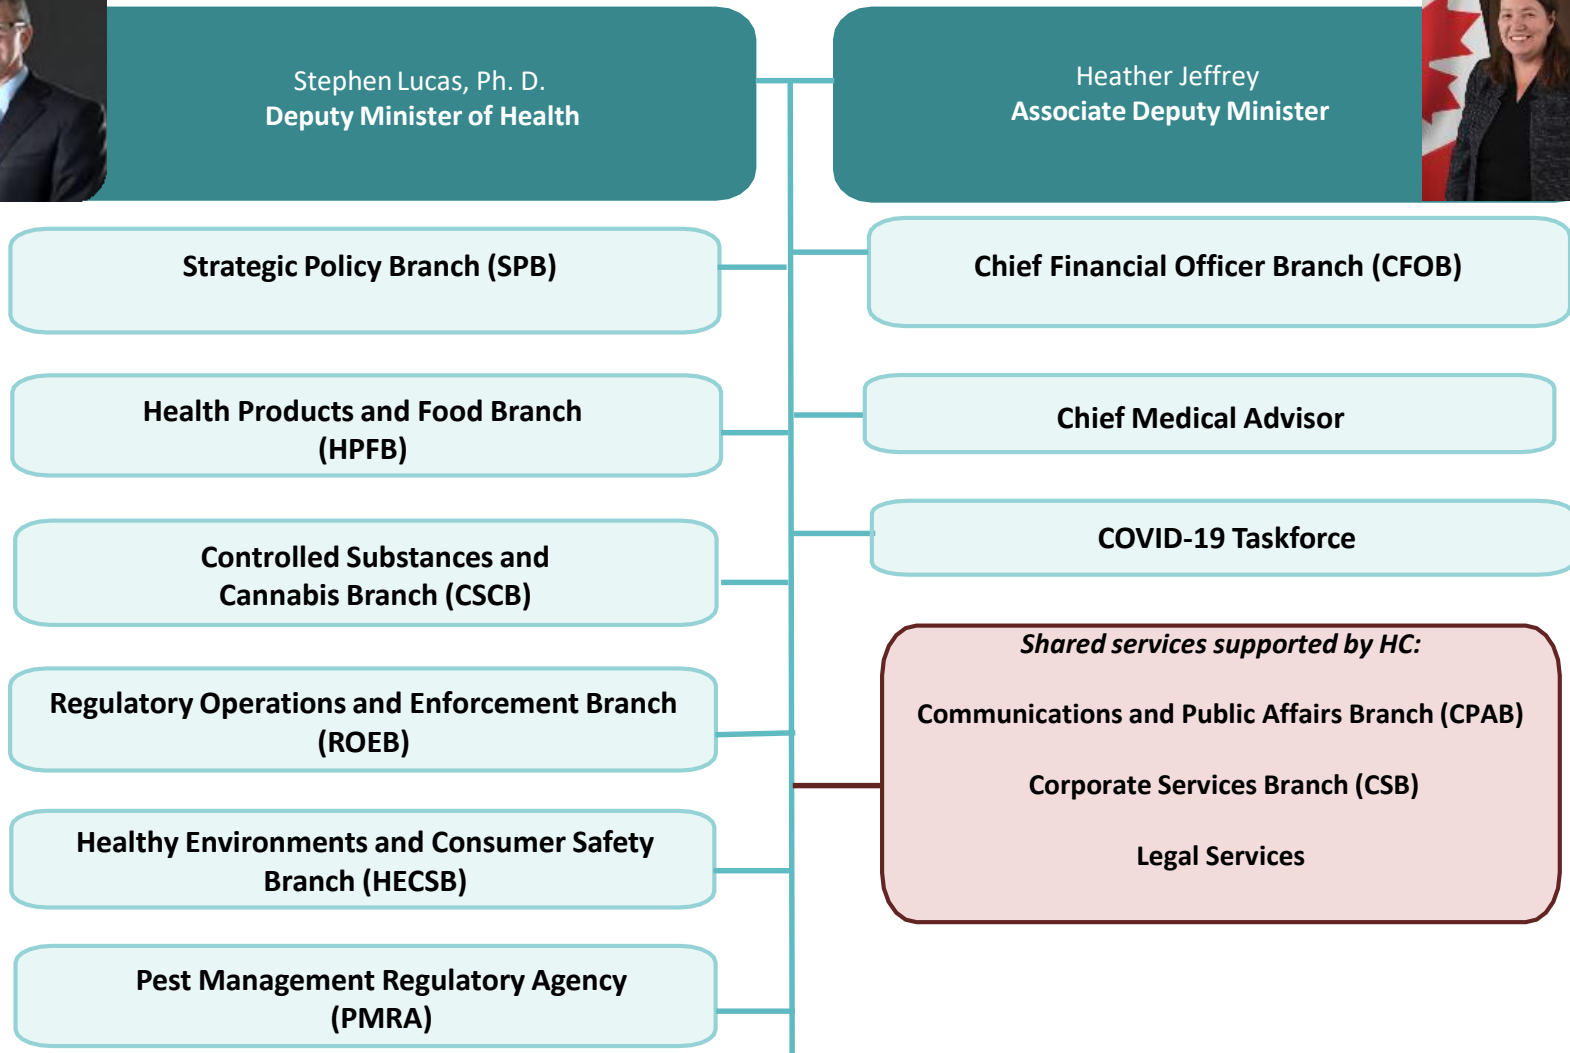 Stephen Lucas, Ph. D.
Deputy Minister of Health
Heather Jeffrey
Associate Deputy Minister
Strategic Policy Branch (SPB)
Health Products and Food Branch
(HPFB)
Controlled Substances and
Cannabis Branch (CSCB)
Regulatory Operations and Enforcement Branch
(ROEB)
Healthy Environments and Consumer Safety
Branch (HECSB)
Pest Management Regulatory Agency
(PMRA)
Chief Financial Officer Branch (CFOB)
Chief Medical Advisor
COVID-19 Taskforce
Shared services supported by HC:
Communications and Public Affairs Branch (CPAB)
Corporate Services Branch (CSB)
Legal Services